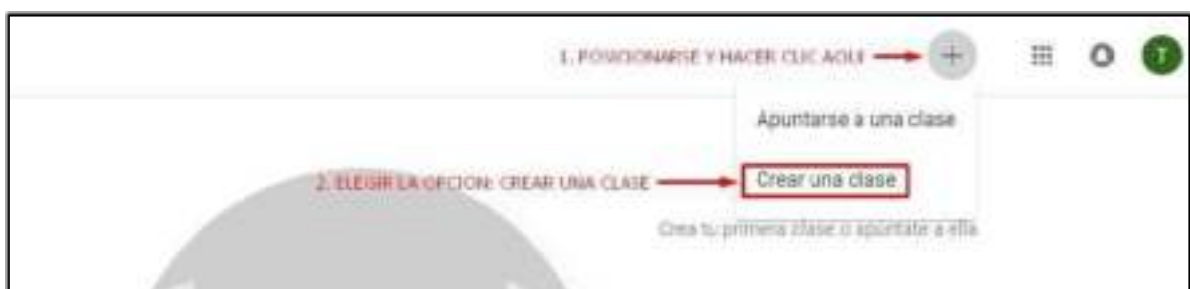 1. POSICIONARSE Y HACER CLIC AQUI
+
T
Apuntarse a una clase
2. ELEGIR LA OPCION: CREAR UNA CLASE
Crear una clase
Crea tu primera clase o apúntate a ella